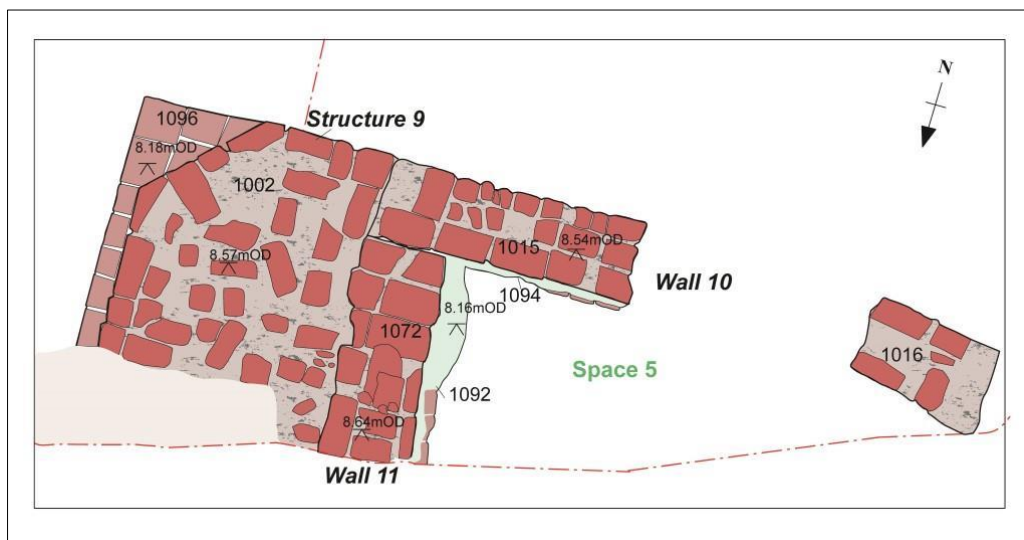 N
1096
Structure 9
8.18mOD
1002
1015
8.54mOD
8.57mOD
Wall 10
1094
8.16mOD
1072
1016
Space 5
1092
8.64mOD
Wall 11